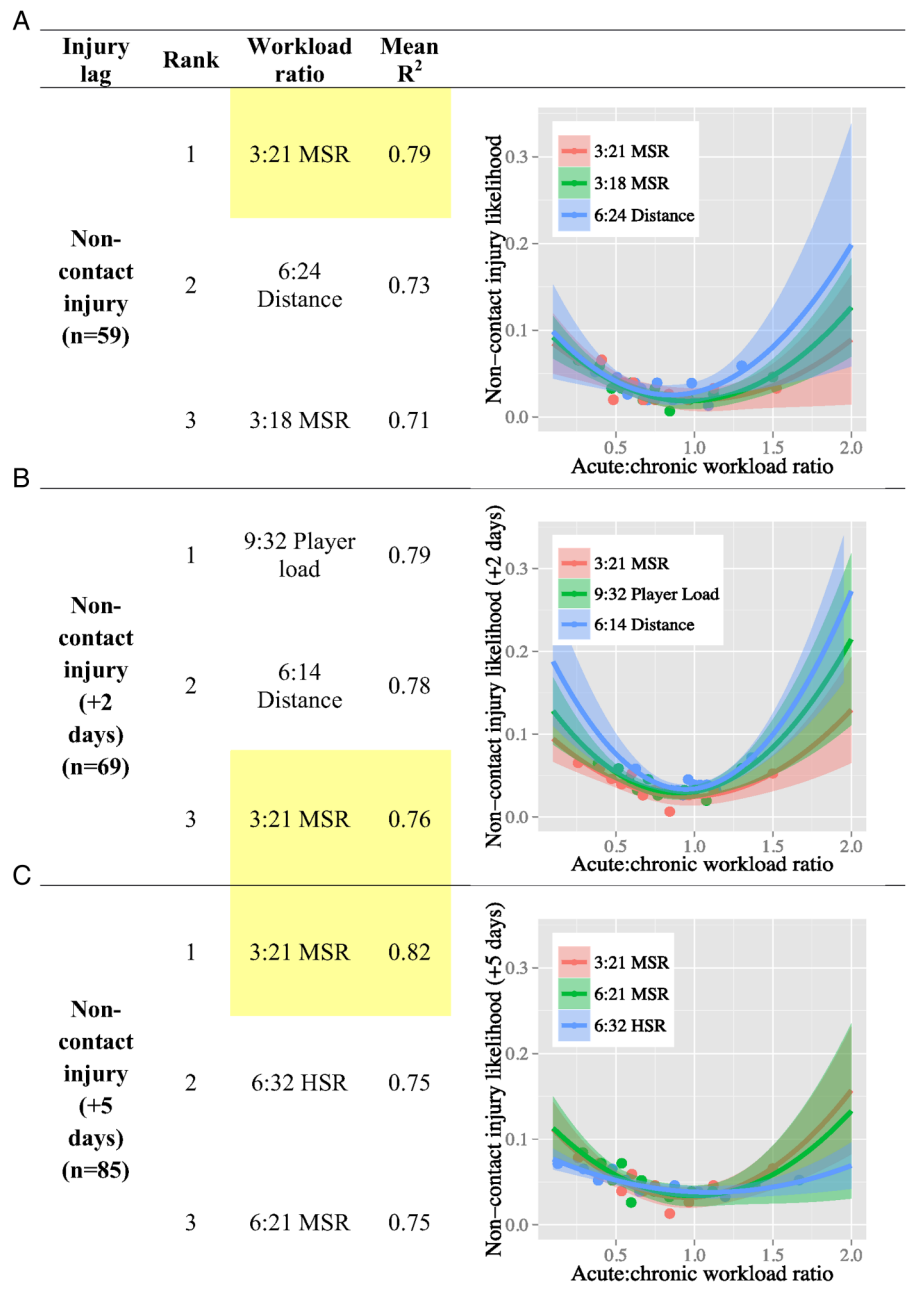 A
Injury lag
Rank
Workload ratio
Mean R²
Non-contact injury (n=59)
1
3:21 MSR
0.79
2
6:24 Distance
0.73
3
3:18 MSR
0.71
Non−contact injury likelihood
3:21 MSR
3:18 MSR
6:24 Distance
0.3
0.2
0.1
0.0
0.5 1.0 1.5 2.0
Acute:chronic workload ratio
B
Non-contact injury (+2 days) (n=69)
1
9:32 Player load
0.79
2
6:14 Distance
0.78
3
3:21 MSR
0.76
Non−contact injury likelihood (+2 days)
3:21 MSR
9:32 Player Load
6:14 Distance
0.3
0.2
0.1
0.0
0.5 1.0 1.5 2.0
Acute:chronic workload ratio
C
Non-contact injury (+5 days) (n=85)
1
3:21 MSR
0.82
2
6:32 HSR
0.75
3
6:21 MSR
0.75
Non−contact injury likelihood (+5 days)
3:21 MSR
6:21 MSR
6:32 HSR
0.3
0.2
0.1
0.0
0.5 1.0 1.5 2.0
Acute:chronic workload ratio